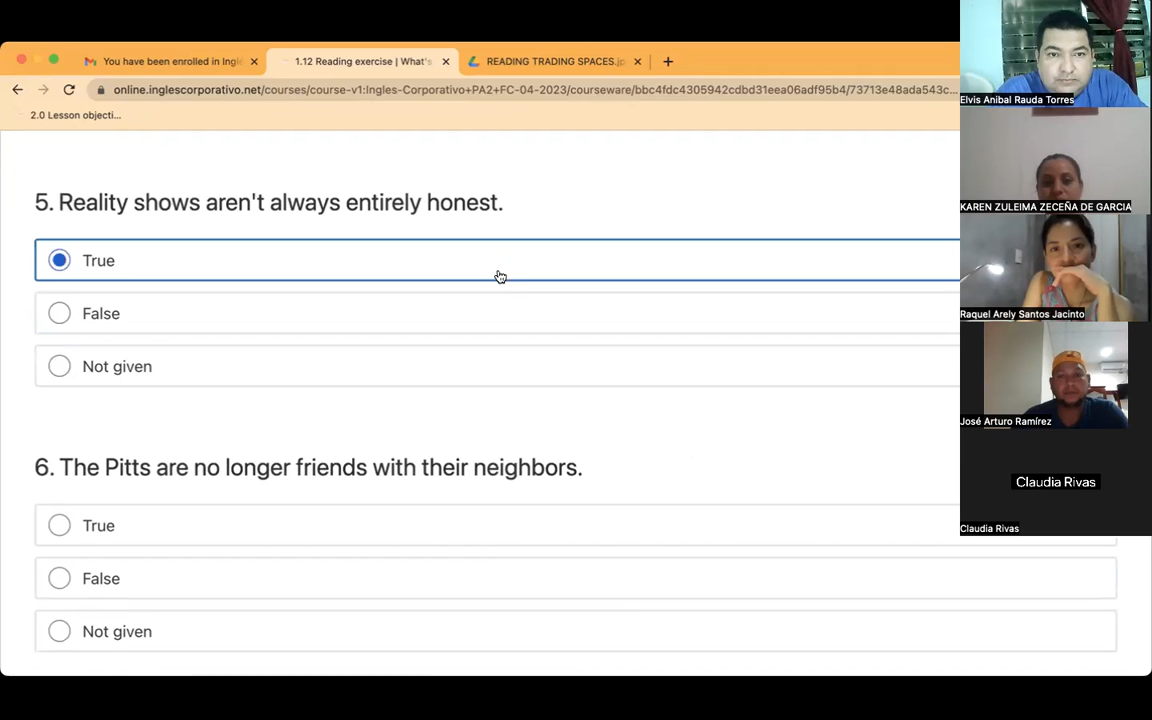 You have been enrolled in Ingl
1.12 Reading exercise | What's
READING TRADING SPACES.jp
online.inglescorporativo.net/courses/course-v1:Ingles-Corporativo+PA2+FC-04-2023/courseware/bbc4fdc4305942cdbd31eea06adf95b4/73713e48ada543c...
2.0 Lesson objecti...
5. Reality shows aren't always entirely honest.
True
False
Not given
6. The Pitts are no longer friends with their neighbors.
True
False
Not given
Elvis Anibal Rauda Torres
KAREN ZULEIMA ZECEÑA DE GARCIA
Raquel Arely Santos Jacinto
José Arturo Ramírez
Claudia Rivas
Claudia Rivas